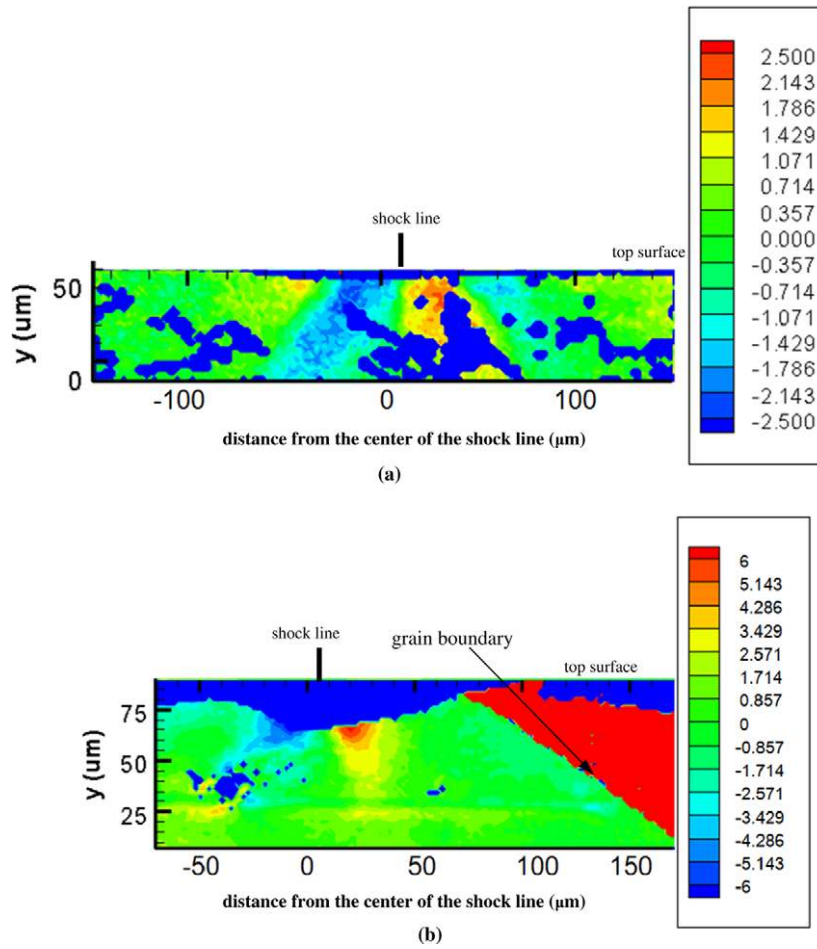 2.500
2.143
1.786
1.429
1.071
0.714
0.357
0.000
-0.357
-0.714
-1.071
-1.429
-1.786
-2.143
-2.500
shock line
top surface
y (um)
50
0
-100 0 100
distance from the center of the shock line (μm)
(a)
6
5.143
4.286
3.429
2.571
1.714
0.857
0
-0.857
-1.714
-2.571
-3.429
-4.286
-5.143
-6
shock line
grain boundary
top surface
y (um)
75
50
25
-50 0 50 100 150
distance from the center of the shock line (μm)
(b)